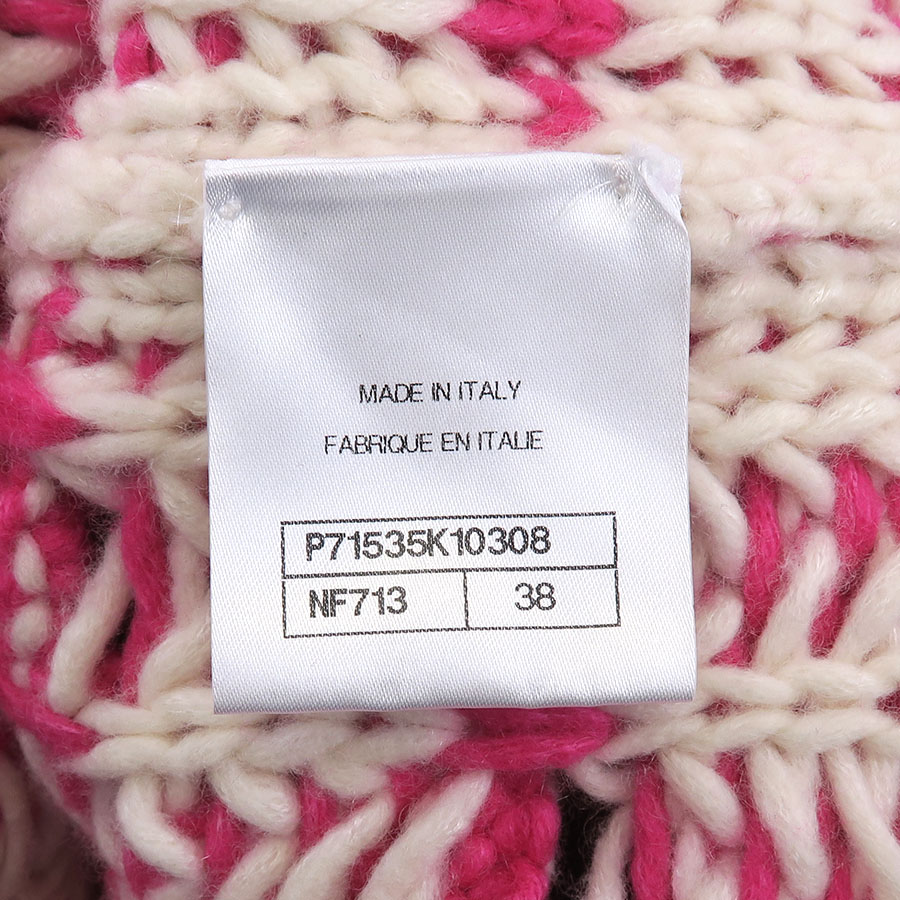 MADE IN ITALY
FABRIQUE EN ITALIE
P71535K10308
NF713 38